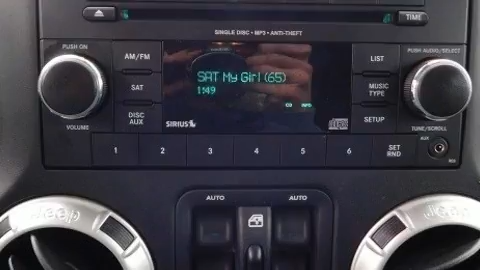 TIME
SINGLE DISC • MP3 • ANTI-THEFT
PUSH ON
PUSH AUDIO/SELECT
AM/FM
LIST
SAT My Girl (65)
SAT
1:49
MUSIC
TYPE
CD
DISC
AUX
SIRIUS
SETUP
VOLUME
TUNE/SCROLL
AUX
1 2 3 4 5 6
SET
RND
AUTO AUTO
Jeep Jeep